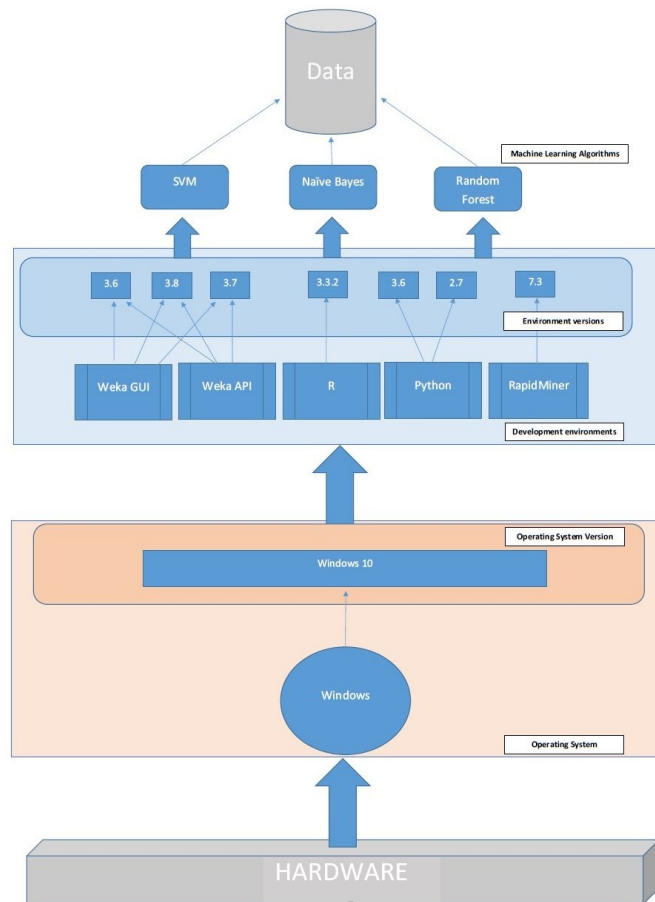 Data
Machine Learning Algorithms
SVM
Naïve Bayes
Random
Forest
3.6
3.8
3.7
3.3.2
3.6
2.7
7.3
Environment versions
Weka GUI
Weka API
R
Python
RapidMiner
Development environments
Operating System Version
Windows 10
Windows
Operating System
HARDWARE